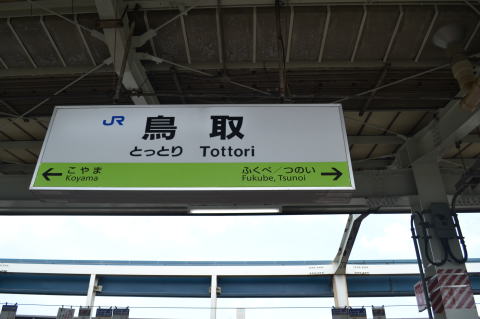 JR 鳥取
とっとり Tottori
← こやま ふくべ/つのい →
Koyama Fukube, Tsunoi